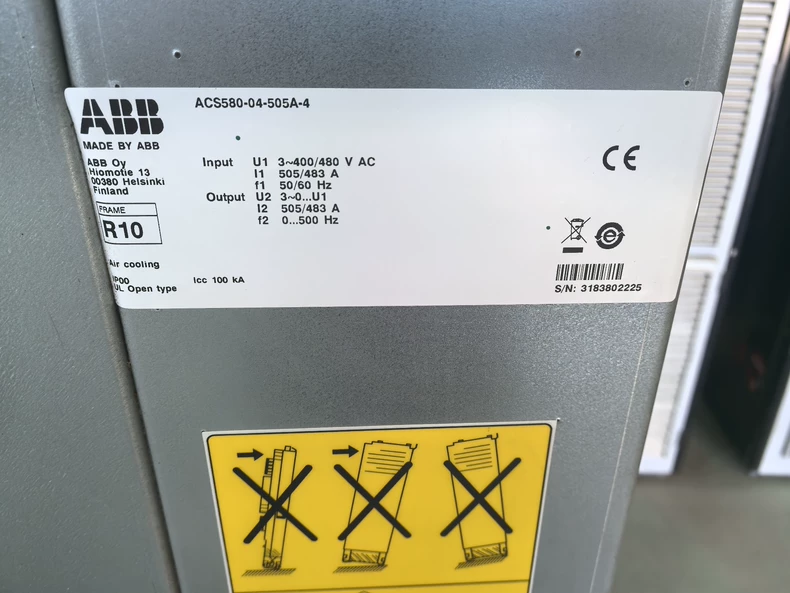 ABB
ACS580-04-505A-4
MADE BY ABB
ABB Oy
Hiomotie 13
00380 Helsinki
Finland
FRAME
R10
Air cooling
IP00
UL Open type
Icc 100 kA
Input U1 3~400/480 V AC
I1 505/483 A
f1 50/60 Hz
Output U2 3~0...U1
I2 505/483 A
f2 0...500 Hz
CE
S/N: 3183802225